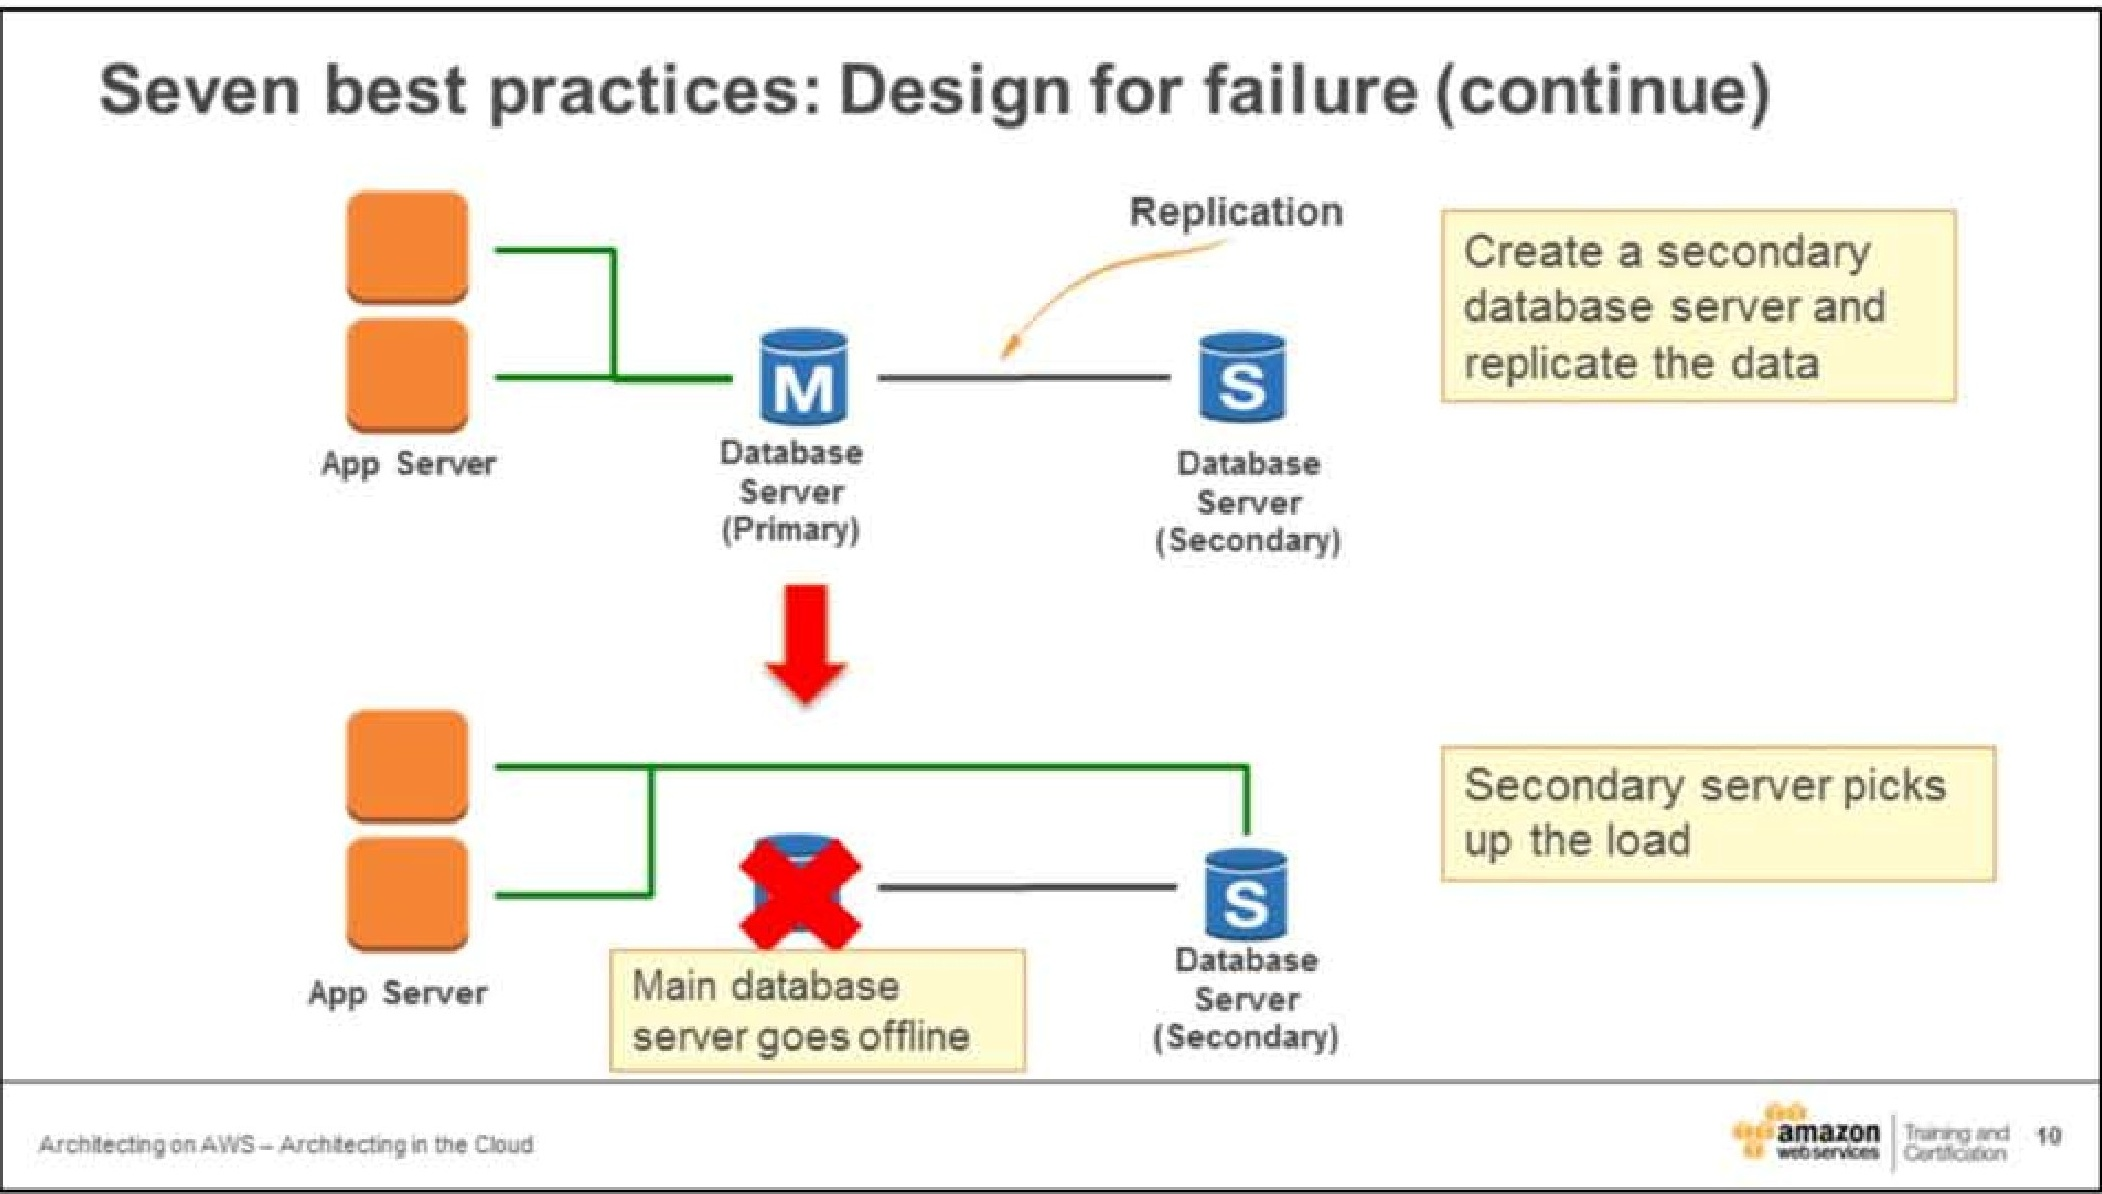 Seven best practices: Design for failure (continue)
Replication
Create a secondary
database server and
replicate the data
M
S
App Server
Database
Server
(Primary)
Database
Server
(Secondary)
Secondary server picks
up the load
S
App Server
Main database
server goes offline
Database
Server
(Secondary)
Architecting on AWS – Architecting in the Cloud
amazon
webservices
Training and
Certification
10